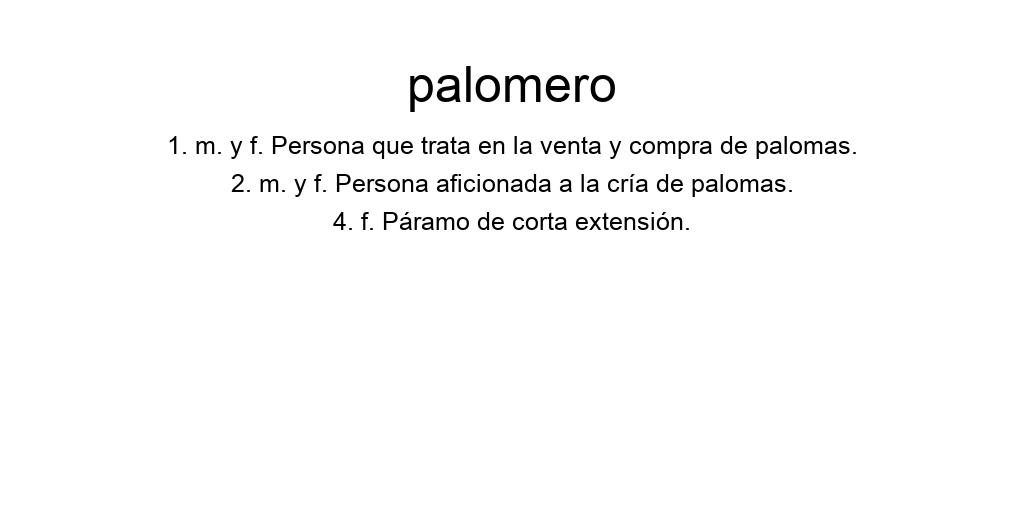 palomero
1. m. y f. Persona que trata en la venta y compra de palomas.
2. m. y f. Persona aficionada a la cría de palomas.
4. f. Páramo de corta extensión.